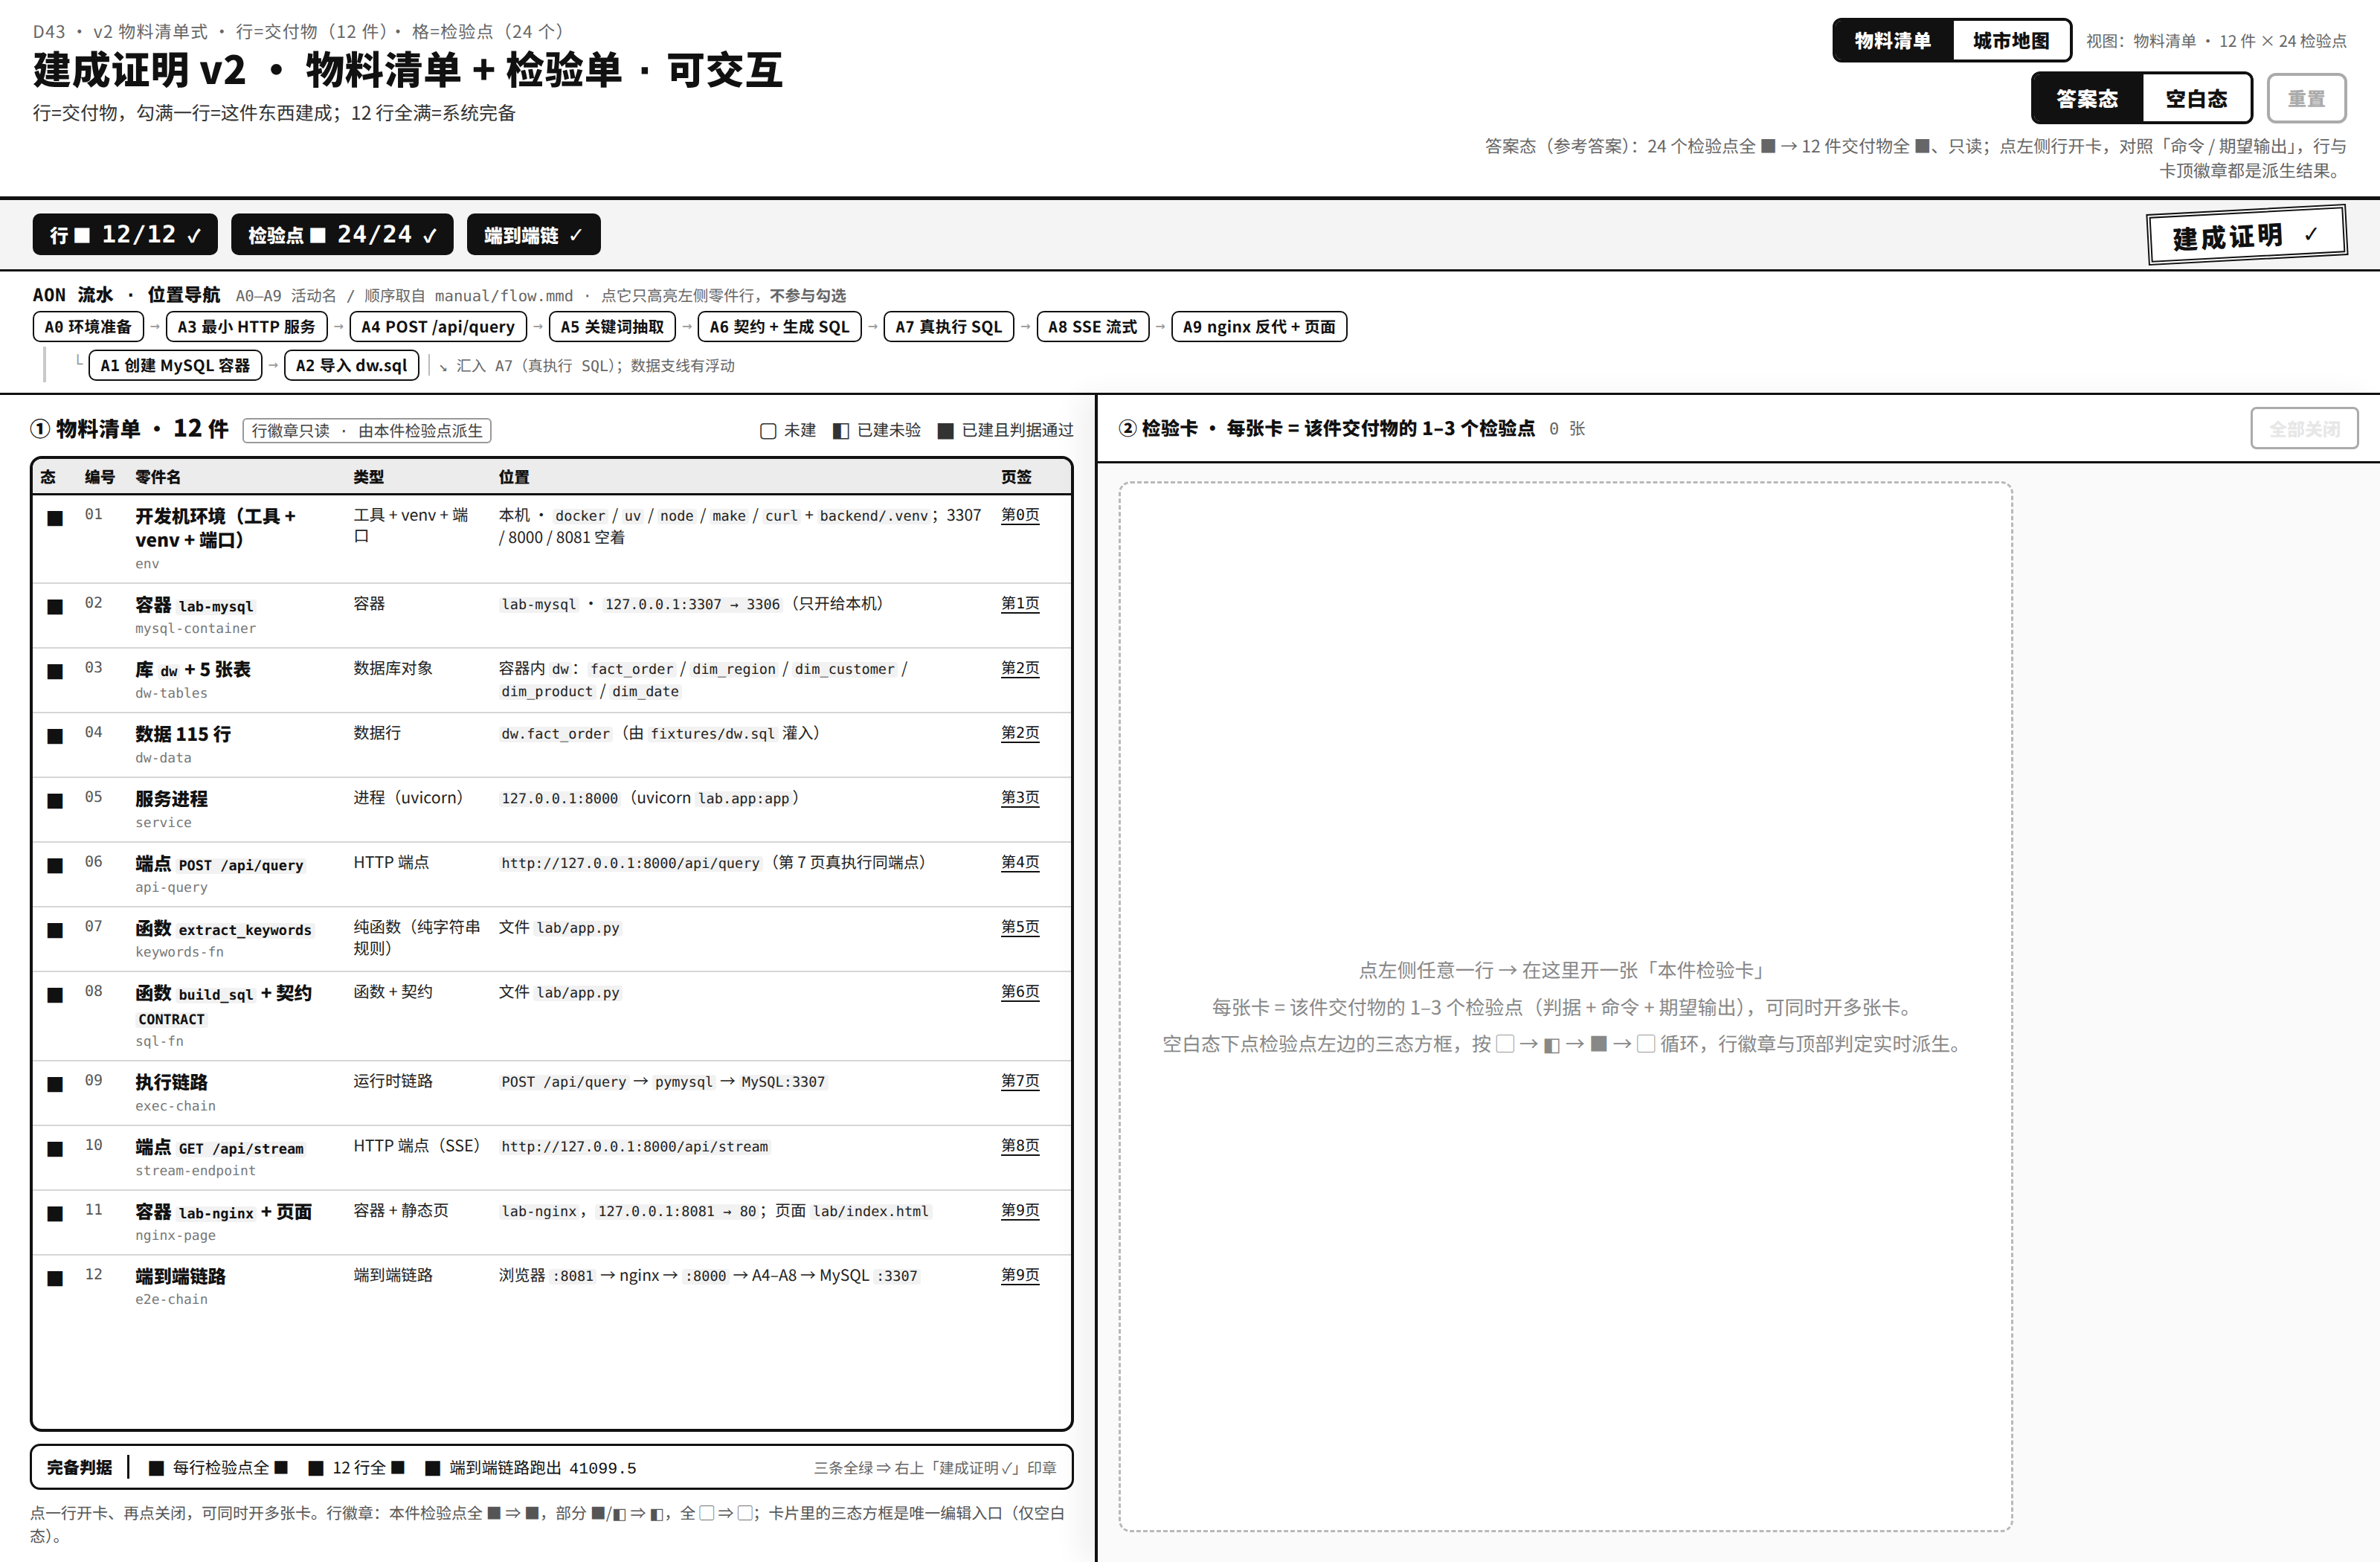 D43 · v2 物料清单式 · 行=交付物（12 件）· 格=检验点（24 个）
建成证明 v2 · 物料清单 + 检验单 · 可交互
行=交付物，勾满一行=这件东西建成；12 行全满=系统完备
物料清单 城市地图 视图：物料清单 · 12 件 × 24 检验点
答案态 空白态 重置
答案态（参考答案）：24 个检验点全 ■ → 12 件交付物全 ■、只读；点左侧行开卡，对照「命令 / 期望输出」，行与
卡顶徽章都是派生结果。
行 ■ 12/12 ✓ 检验点 ■ 24/24 ✓ 端到端链 ✓
建成证明 ✓
AON 流水 · 位置导航 A0–A9 活动名 / 顺序取自 manual/flow.mmd · 点它只高亮左侧零件行，不参与勾选
A0 环境准备 → A3 最小 HTTP 服务 → A4 POST /api/query → A5 关键词抽取 → A6 契约 + 生成 SQL → A7 真执行 SQL → A8 SSE 流式 → A9 nginx 反代 + 页面
└ A1 创建 MySQL 容器 → A2 导入 dw.sql ↘ 汇入 A7（真执行 SQL）；数据支线有浮动
① 物料清单 · 12 件 行徽章只读 · 由本件检验点派生 ▢ 未建 ◧ 已建未验 ■ 已建且判据通过
态 编号 零件名 类型 位置 页签
■ 01 开发机环境（工具 + venv + 端口） env 工具 + venv + 端口 本机 · docker / uv / node / make / curl + backend/.venv；3307 / 8000 / 8081 空着 第0页
■ 02 容器 lab-mysql mysql-container 容器 lab-mysql · 127.0.0.1:3307 → 3306（只开给本机） 第1页
■ 03 库 dw + 5 张表 dw-tables 数据库对象 容器内 dw：fact_order / dim_region / dim_customer / dim_product / dim_date 第2页
■ 04 数据 115 行 dw-data 数据行 dw.fact_order（由 fixtures/dw.sql 灌入） 第2页
■ 05 服务进程 service 进程（uvicorn） 127.0.0.1:8000（uvicorn lab.app:app） 第3页
■ 06 端点 POST /api/query api-query HTTP 端点 http://127.0.0.1:8000/api/query（第 7 页真执行同端点） 第4页
■ 07 函数 extract_keywords keywords-fn 纯函数（纯字符串规则） 文件 lab/app.py 第5页
■ 08 函数 build_sql + 契约 CONTRACT sql-fn 函数 + 契约 文件 lab/app.py 第6页
■ 09 执行链路 exec-chain 运行时链路 POST /api/query → pymysql → MySQL:3307 第7页
■ 10 端点 GET /api/stream stream-endpoint HTTP 端点（SSE） http://127.0.0.1:8000/api/stream 第8页
■ 11 容器 lab-nginx + 页面 nginx-page 容器 + 静态页 lab-nginx，127.0.0.1:8081 → 80；页面 lab/index.html 第9页
■ 12 端到端链路 e2e-chain 端到端链路 浏览器 :8081 → nginx → :8000 → A4–A8 → MySQL :3307 第9页
完备判据 ■ 每行检验点全 ■ ■ 12 行全 ■ ■ 端到端链路跑出 41099.5 三条全绿 ⇒ 右上「建成证明 ✓」印章
点一行开卡、再点关闭，可同时开多张卡。行徽章：本件检验点全 ■ ⇒ ■，部分 ■/◧ ⇒ ◧，全 ▢ ⇒ ▢；卡片里的三态方框是唯一编辑入口（仅空白
态）。
② 检验卡 · 每张卡 = 该件交付物的 1–3 个检验点 0 张 全部关闭
点左侧任意一行 → 在这里开一张「本件检验卡」
每张卡 = 该件交付物的 1–3 个检验点（判据 + 命令 + 期望输出），可同时开多张卡。
空白态下点检验点左边的三态方框，按 ▢ → ◧ → ■ → ▢ 循环，行徽章与顶部判定实时派生。